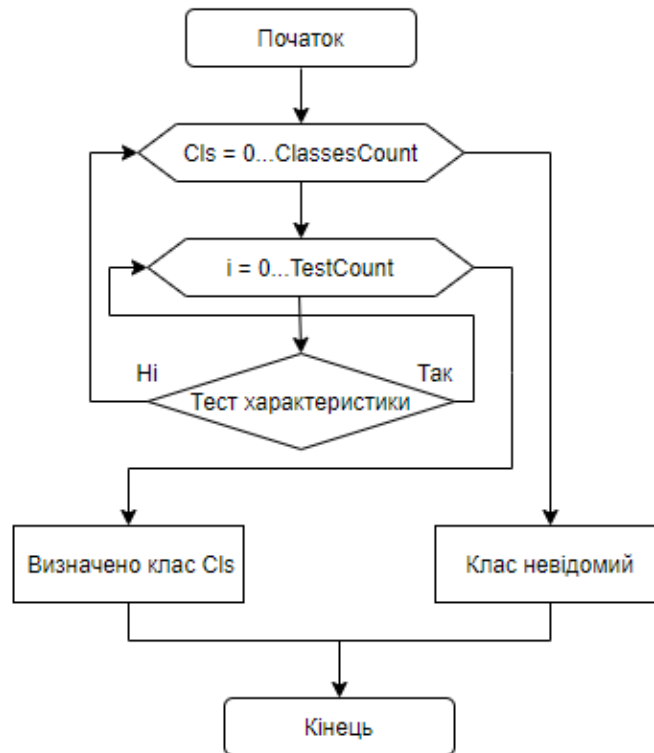 Початок
Cls = 0...ClassesCount
i = 0...TestCount
Ні
Так
Тест характеристики
Визначено клас Cls
Клас невідомий
Кінець